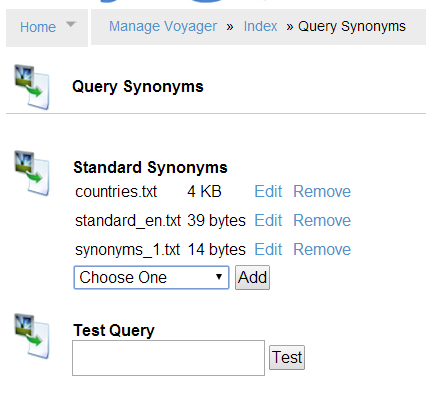 Home Manage Voyager » Index » Query Synonyms
Query Synonyms
Standard Synonyms
countries.txt 4 KB Edit Remove
standard_en.txt 39 bytes Edit Remove
synonyms_1.txt 14 bytes Edit Remove
Choose One Add
Test Query
Test